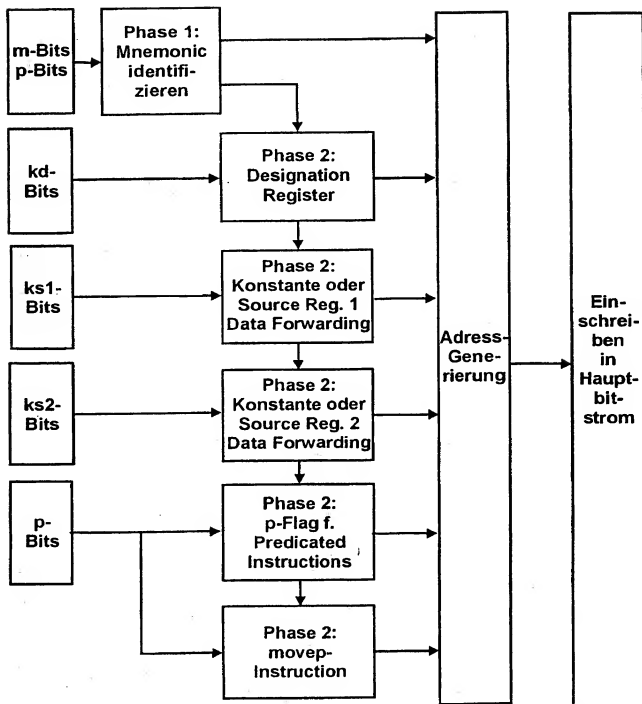 m-Bits
p-Bits
Phase 1:
Mnemonic
identifi-
zieren
kd-
Bits
Phase 2:
Designation
Register
ks1-
Bits
Phase 2:
Konstante oder
Source Reg. 1
Data Forwarding
ks2-
Bits
Phase 2:
Konstante oder
Source Reg. 2
Data Forwarding
p-
Bits
Phase 2:
p-Flag f.
Predicated
Instructions
Phase 2:
movep-
Instruction
Adress-
Gene-
rierung
Ein-
schrei-
ben
in
Haupt-
bit-
strom